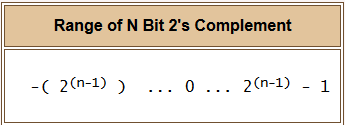 Range of N Bit 2's Complement
-( 2(n-1) ) ... 0 ... 2(n-1) - 1